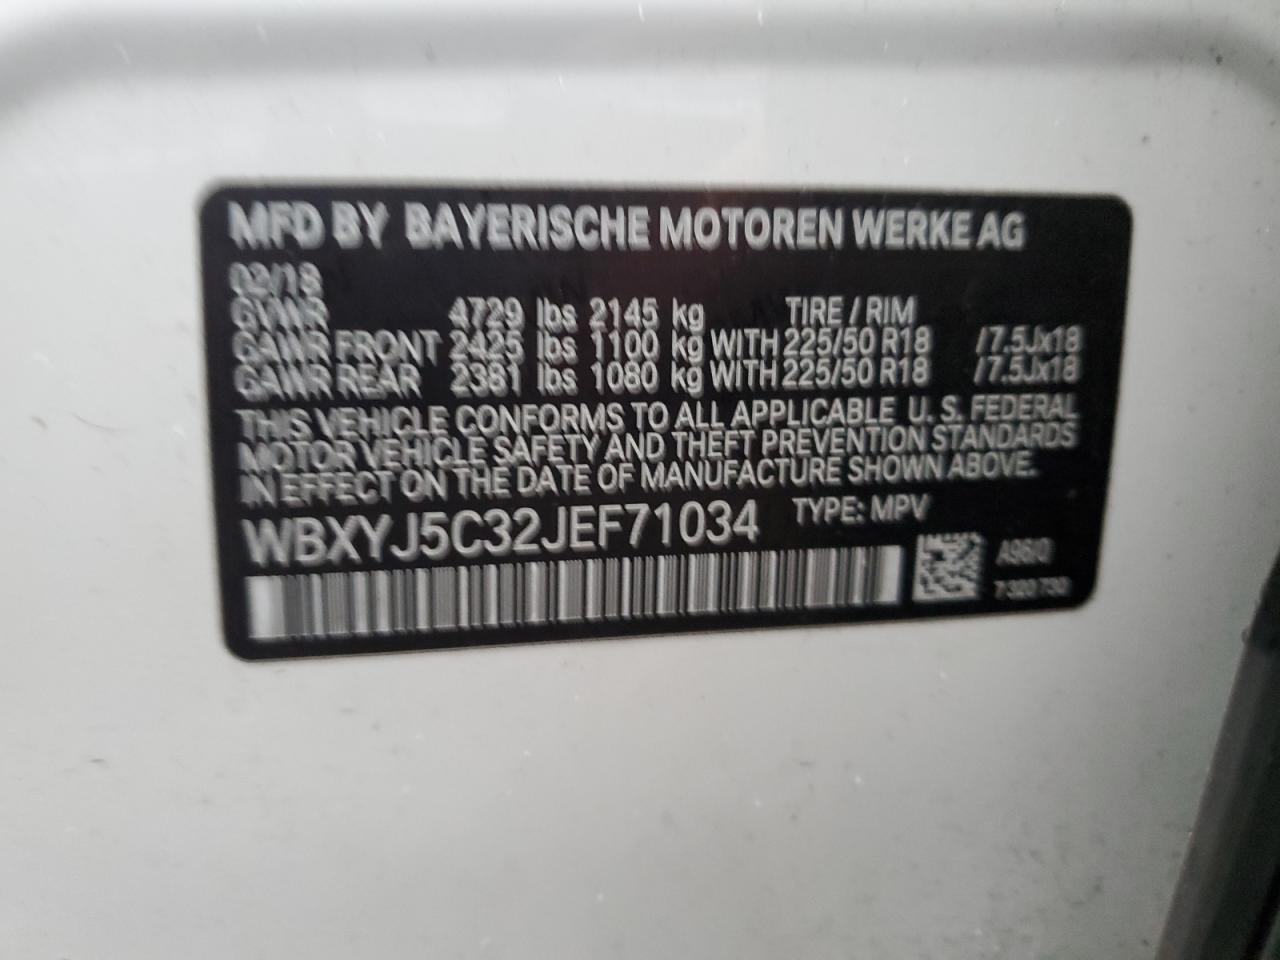 MFD BY BAYERISCHE MOTOREN WERKE AG
02/18
GVWR 4729 lbs 2145 kg TIRE / RIM
GAWR FRONT 2425 lbs 1100 kg WITH 225/50 R18 /7.5Jx18
GAWR REAR 2381 lbs 1080 kg WITH 225/50 R18 /7.5Jx18
THIS VEHICLE CONFORMS TO ALL APPLICABLE U. S. FEDERAL
MOTOR VEHICLE SAFETY AND THEFT PREVENTION STANDARDS
IN EFFECT ON THE DATE OF MANUFACTURE SHOWN ABOVE.
WBXYJ5C32JEF71034 TYPE: MPV